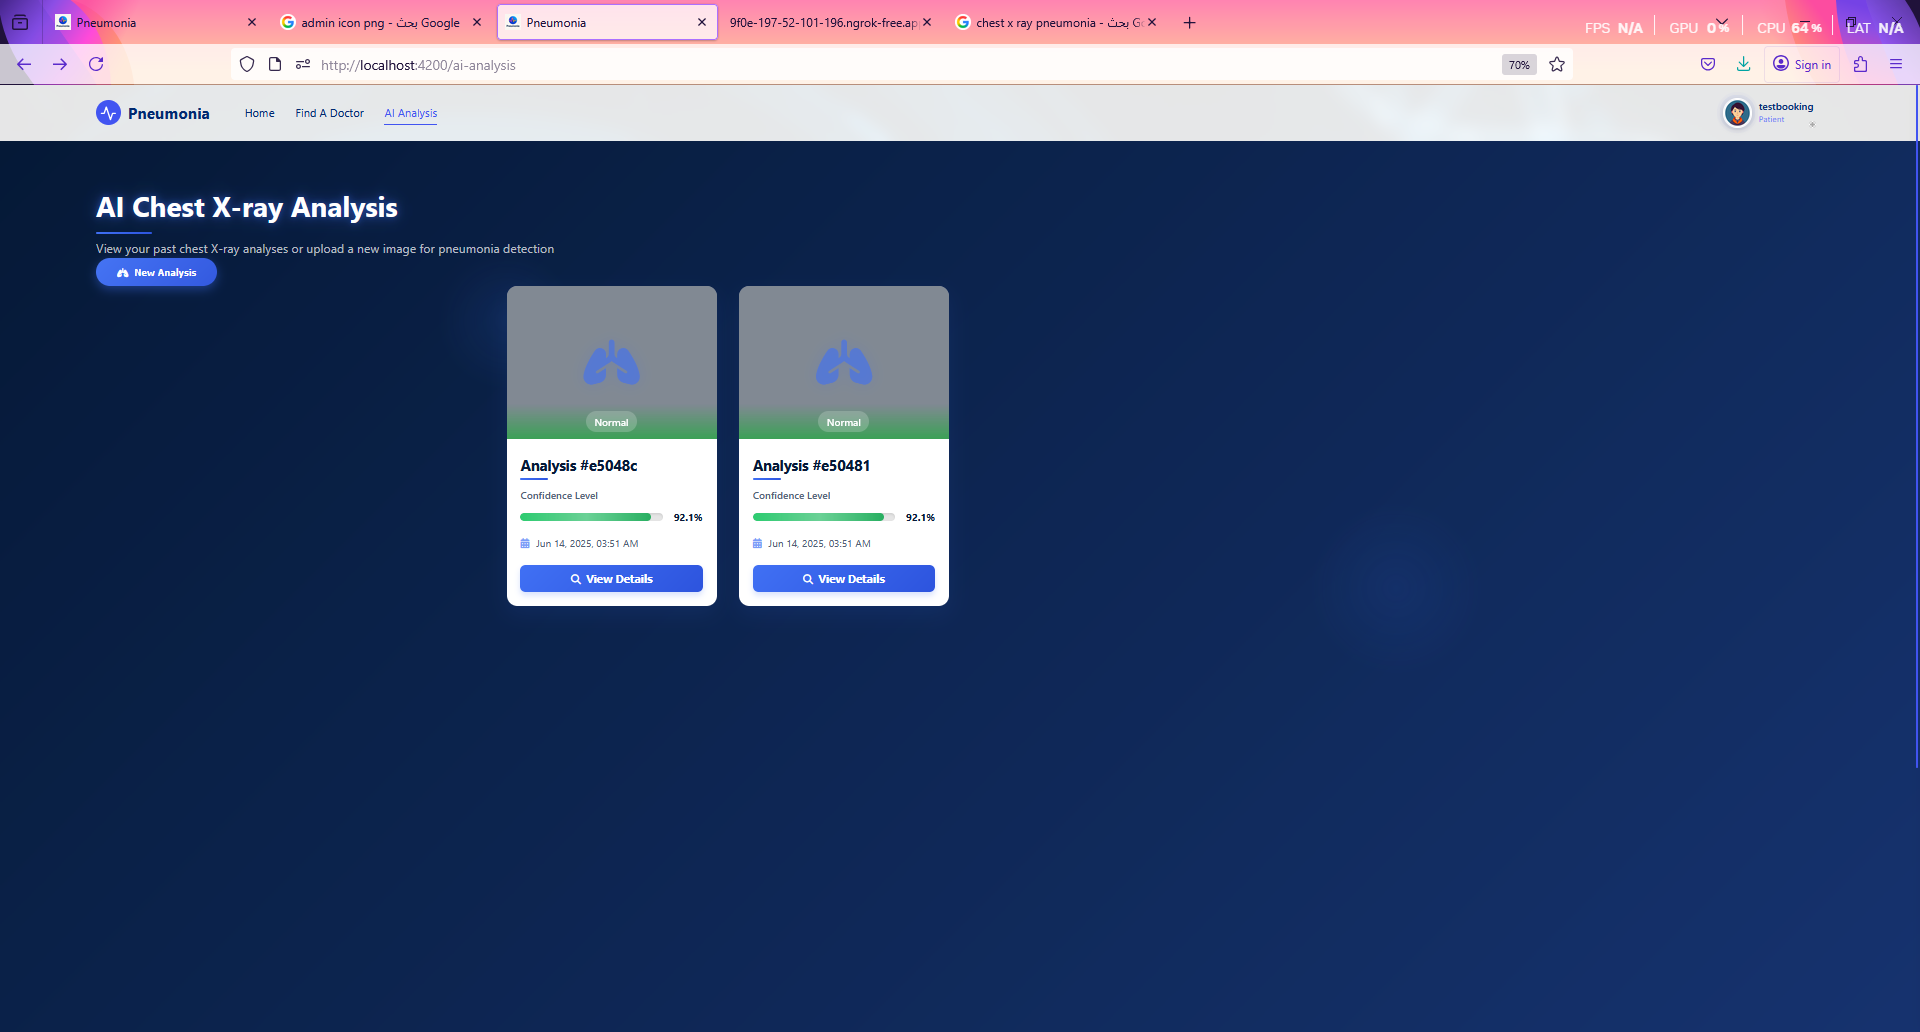 Pneumonia
admin icon png - بحث Google
Pneumonia
9f0e-197-52-101-196.ngrok-free.ap
chest x ray pneumonia - بحث Go
FPS N/A
GPU 0%
CPU 64%
LAT N/A
http://localhost:4200/ai-analysis
70%
Sign in
Pneumonia
Home
Find A Doctor
AI Analysis
testbooking
Patient
AI Chest X-ray Analysis
View your past chest X-ray analyses or upload a new image for pneumonia detection
New Analysis
Normal
Analysis #e5048c
Confidence Level
92.1%
Jun 14, 2025, 03:51 AM
View Details
Normal
Analysis #e50481
Confidence Level
92.1%
Jun 14, 2025, 03:51 AM
View Details